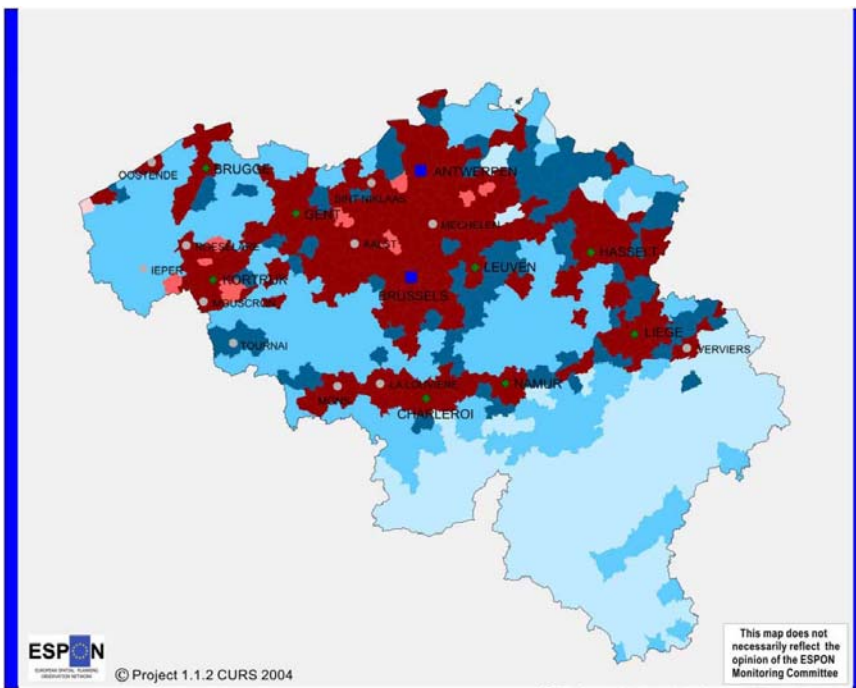 OOSTENDE
BRUGGE
ANTWERPEN
SINT-NIKLAAS
GENT
MECHELEN
ROESELARE
AALST
HASSELT
IEPER
KORTRIJK
LEUVEN
BRUSSELS
MOUSCRON
LIEGE
TOURNAI
VERVIERS
LA LOUVIERE
NAMUR
MONS
CHARLEROI
This map does not
necessarily reflect the
opinion of the ESPON
Monitoring Committee
ESPON
EUROPEAN SPATIAL PLANNING
OBSERVATION NETWORK
© Project 1.1.2 CURS 2004